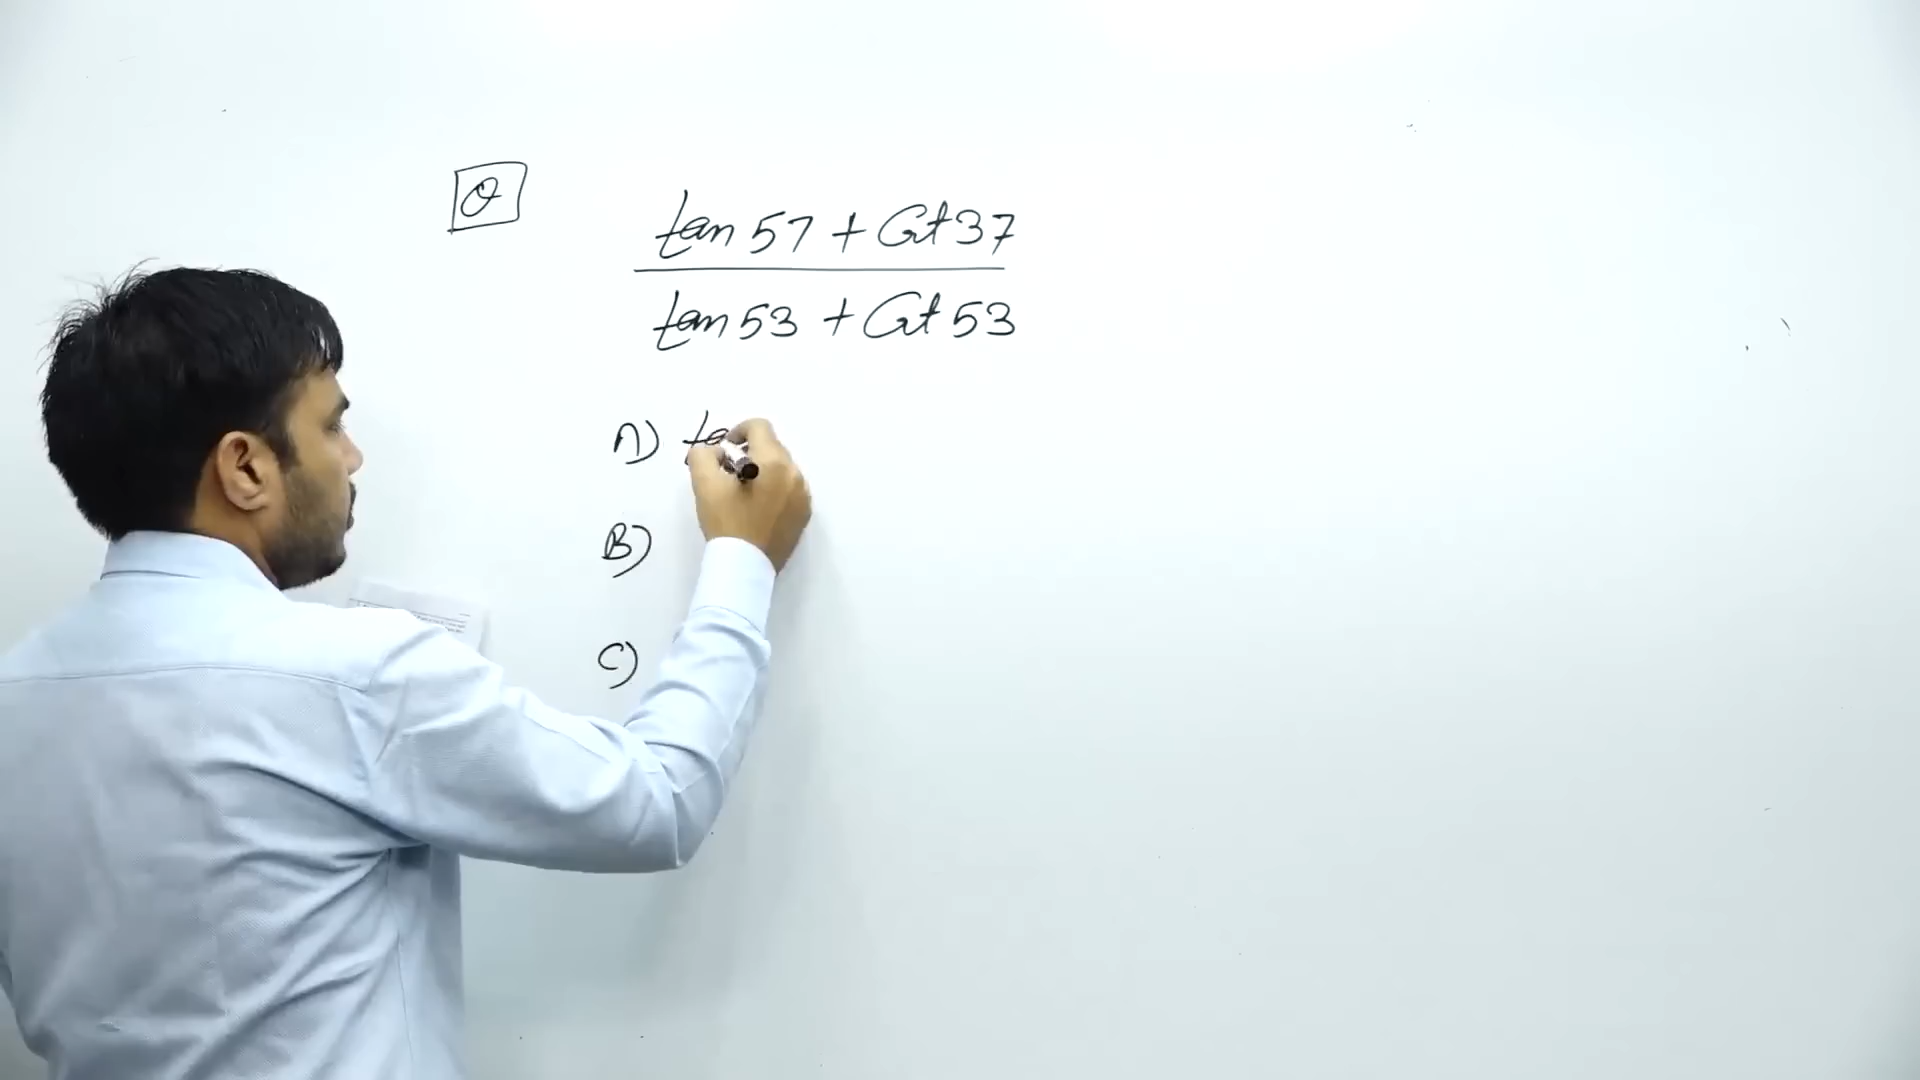 Q
tan 57 + Cot 37
tan 53 + Cot 53
A) ta
B)
C)